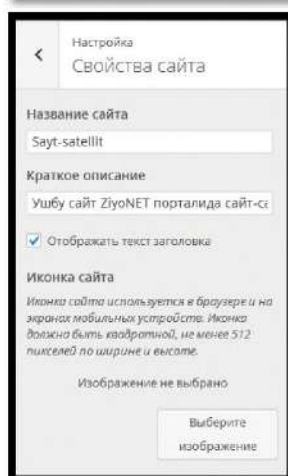 Настройка
Свойства сайта
Название сайта
Sayt-satellit
Краткое описание
Ушбу сайт ZiyoNET порталида сайт-са
Отображать текст заголовка
Иконка сайта
Иконка сайта используется в браузере и на
экранах мобильных устройств. Иконка
должна быть квадратной, не менее 512
пикселей по ширине и высоте.
Изображение не выбрано
Выберите
изображение